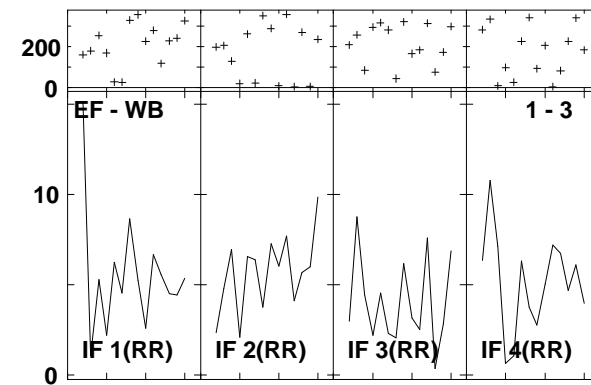 200
0
EF - WB
1 - 3
10
0
IF 1(RR)
IF 2(RR)
IF 3(RR)
IF 4(RR)